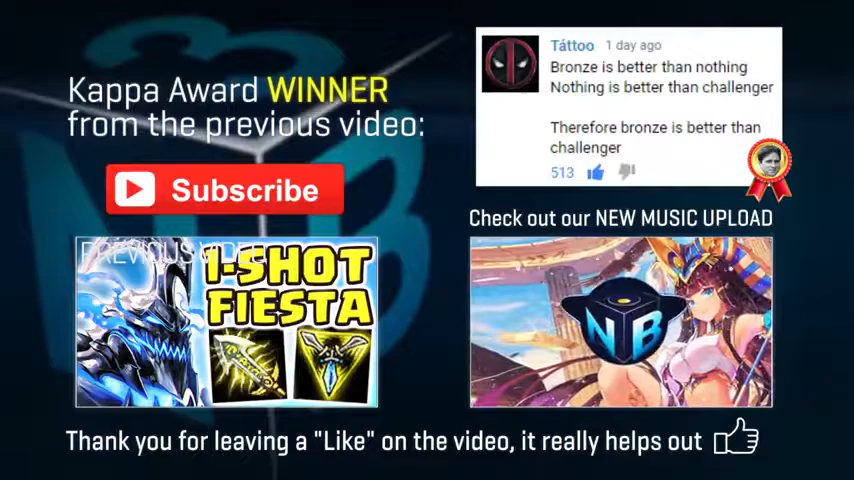 Kappa Award WINNER
from the previous video:
Subscribe
Táttoo 1 day ago
Bronze is better than nothing
Nothing is better than challenger
Therefore bronze is better than
challenger
513
Check out our NEW MUSIC UPLOAD
PREVIOUS VIDEO
1-SHOT
FIESTA
NB
Thank you for leaving a "Like" on the video, it really helps out